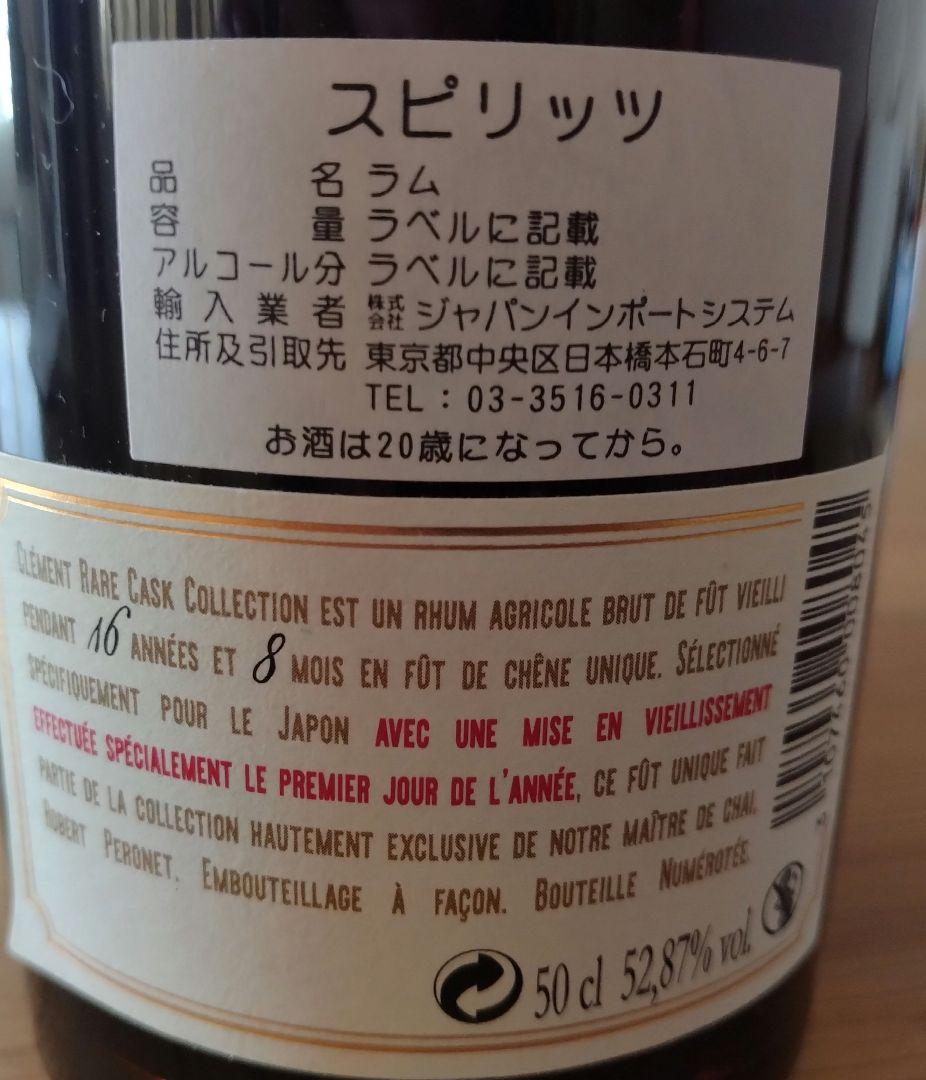 スピリッツ
品名 ラム
容量 ラベルに記載
アルコール分 ラベルに記載
輸入業者 株式会社 ジャパンインポートシステム
住所及引取先 東京都中央区日本橋本石町4-6-7
TEL : 03-3516-0311
お酒は20歳になってから。
CLÉMENT RARE CASK COLLECTION EST UN RHUM AGRICOLE BRUT DE FÛT VIEILLI
PENDANT 16 ANNÉES ET 8 MOIS EN FÛT DE CHÊNE UNIQUE. SÉLECTIONNÉ
SPÉCIFIQUEMENT POUR LE JAPON AVEC UNE MISE EN VIEILLISSEMENT
EFFECTUÉE SPÉCIALEMENT LE PREMIER JOUR DE L'ANNÉE, CE FÛT UNIQUE FAIT
PARTIE DE LA COLLECTION HAUTEMENT EXCLUSIVE DE NOTRE MAÎTRE DE CHAI,
ROBERT PERONET. EMBOUTEILLAGE À FAÇON. BOUTEILLE NUMÉROTÉE.
50 cl 52,87% vol.